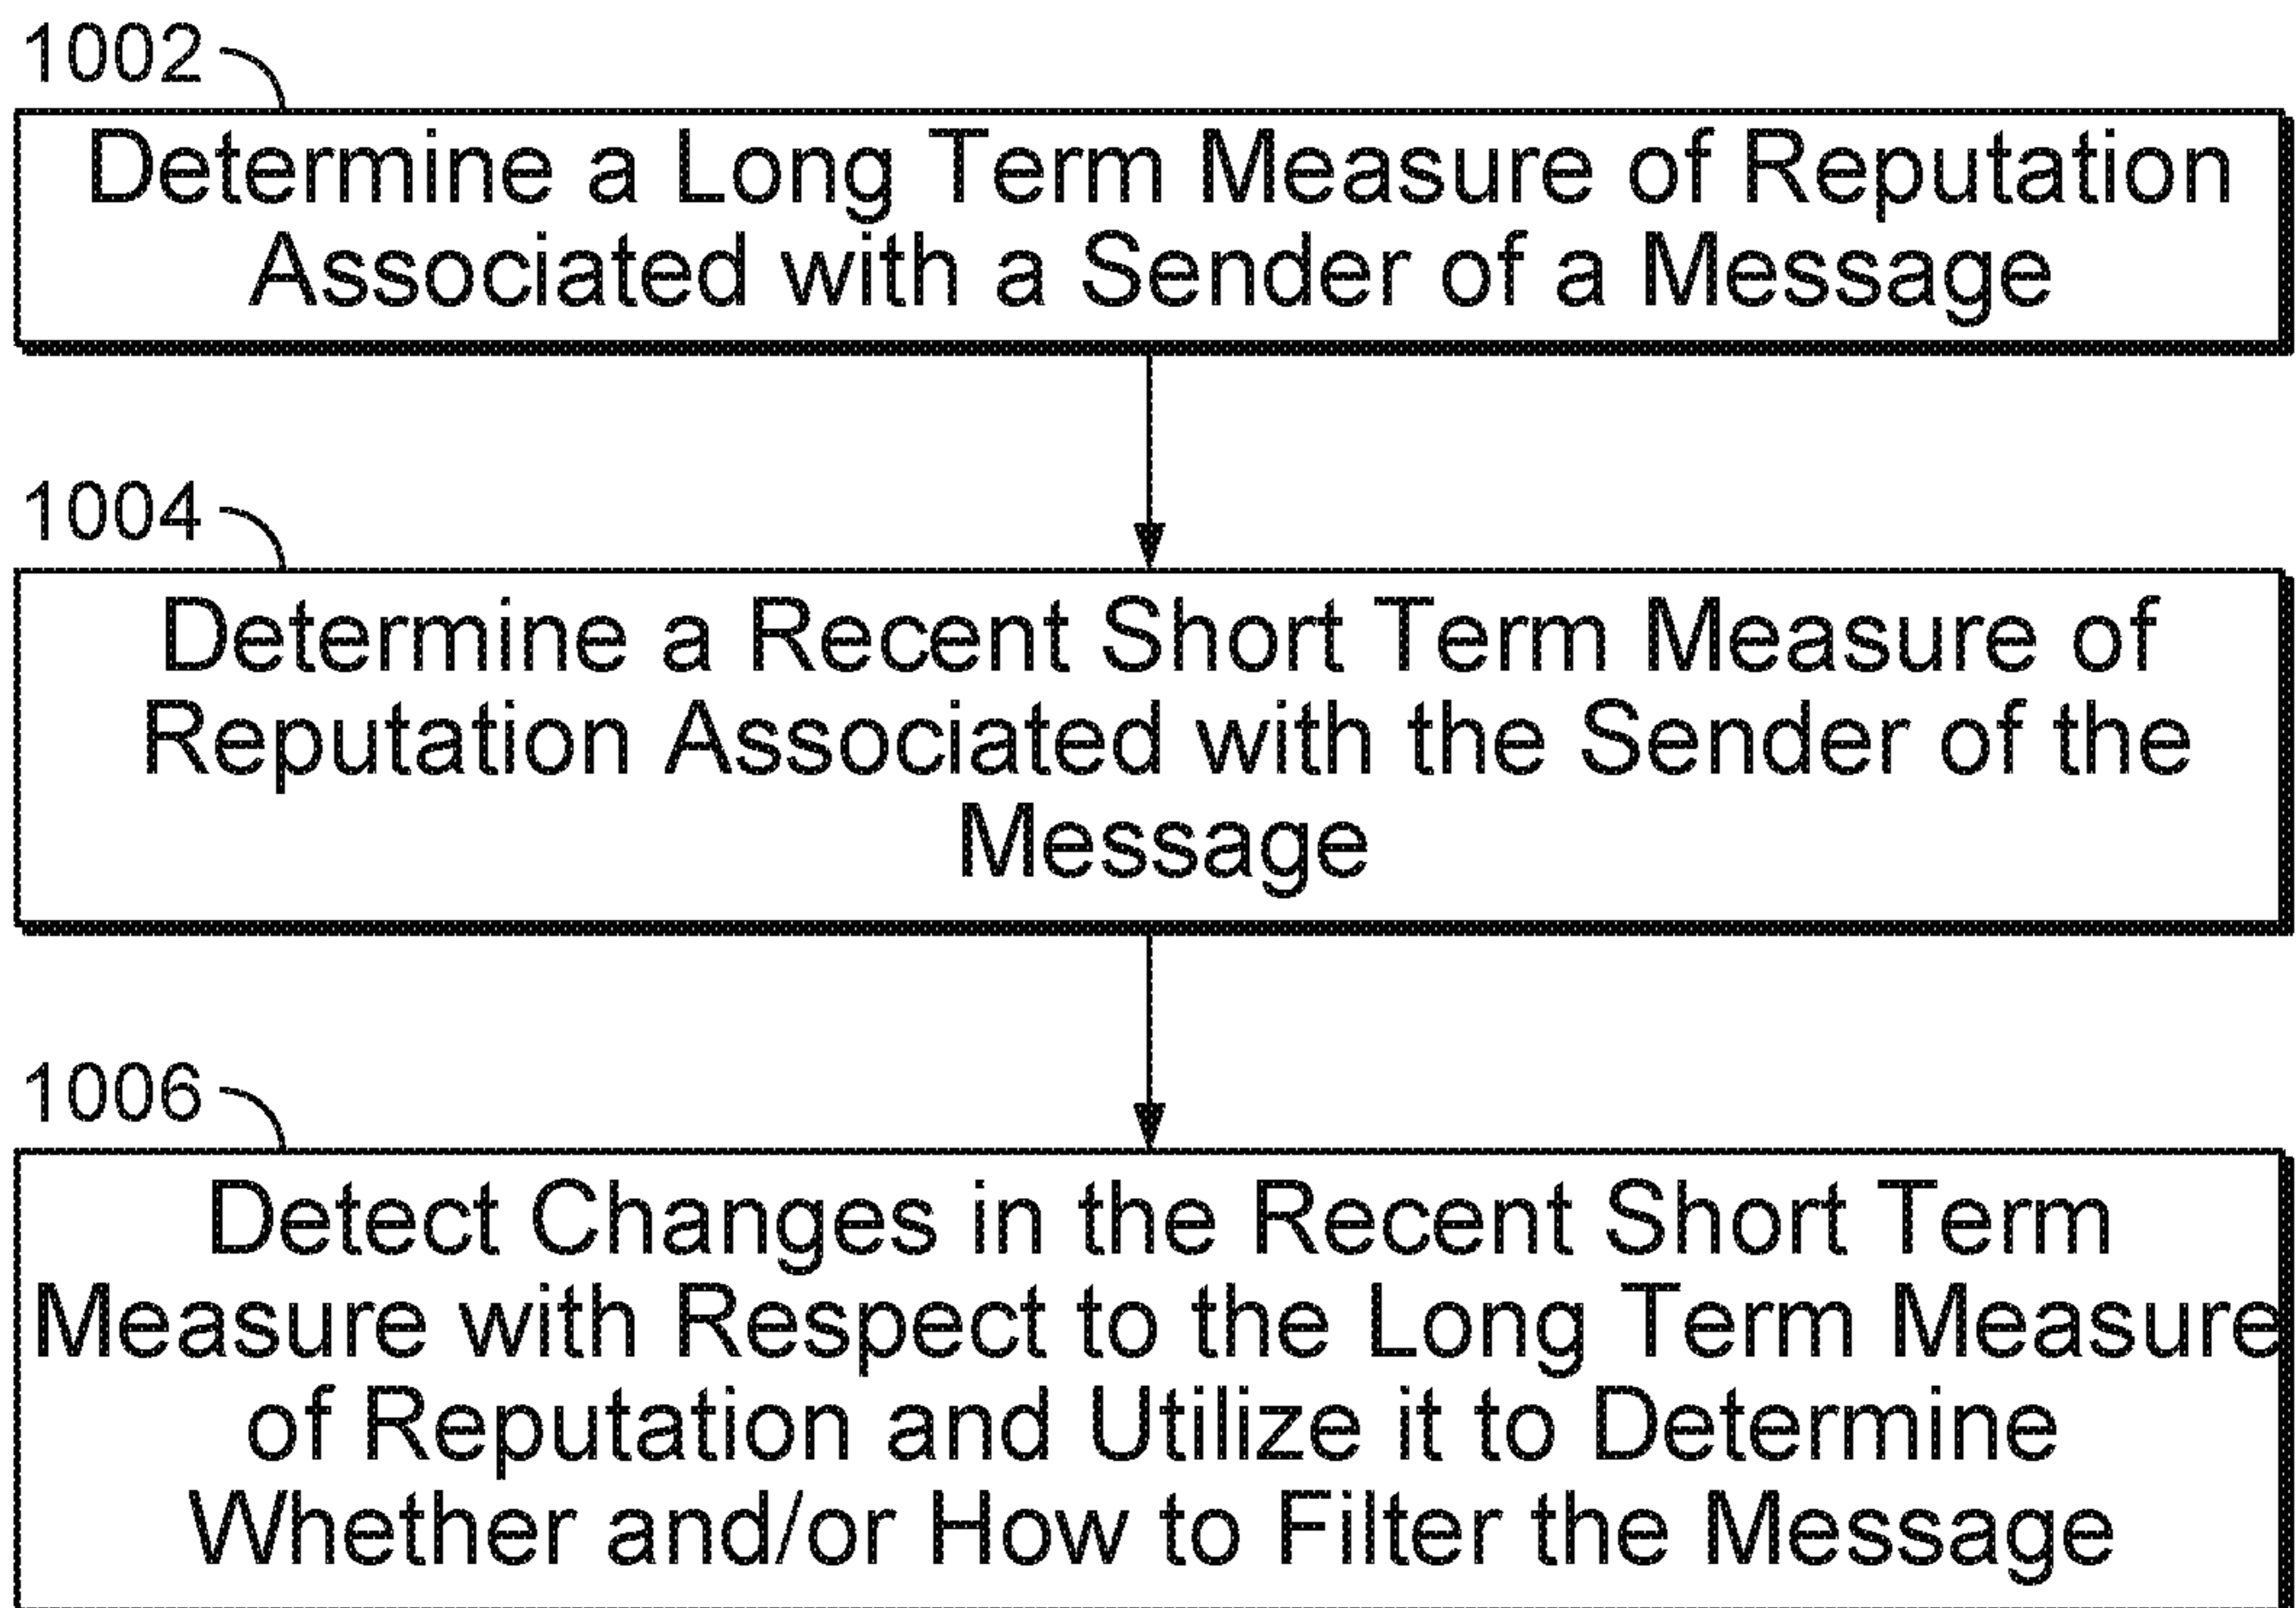 1002
Determine a Long Term Measure of Reputation
Associated with a Sender of a Message
1004
Determine a Recent Short Term Measure of
Reputation Associated with the Sender of the
Message
1006
Detect Changes in the Recent Short Term
Measure with Respect to the Long Term Measure
of Reputation and Utilize it to Determine
Whether and/or How to Filter the Message